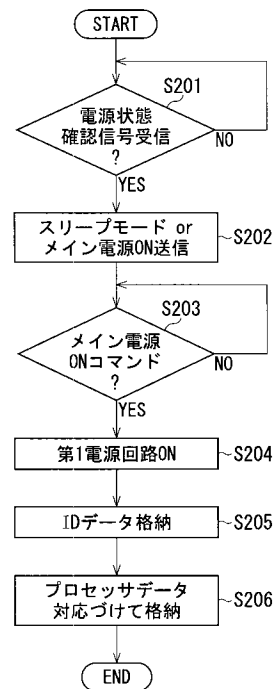 START
S201
電源状態
確認信号受信
?
NO
YES
スリープモード or
メイン電源ON送信
S202
S203
メイン電源
ONコマンド
?
NO
YES
第1電源回路ON
S204
IDデータ格納
S205
プロセッサデータ
対応づけて格納
S206
END